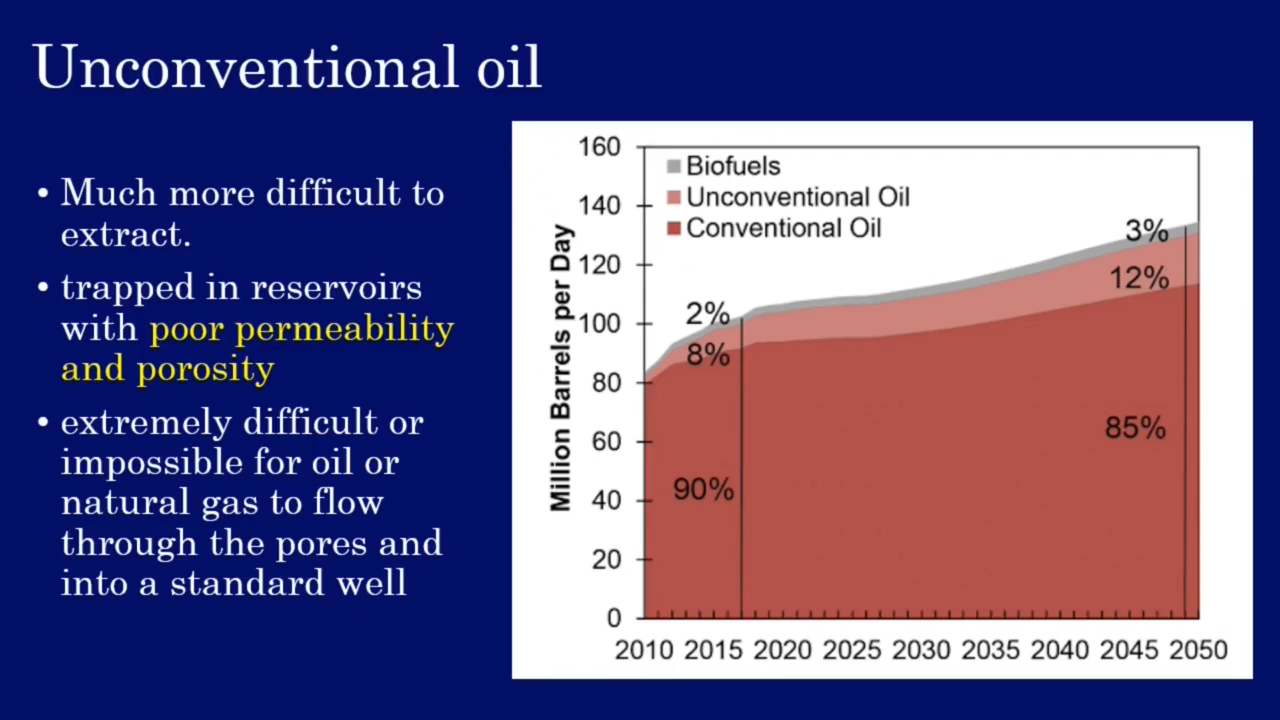 Unconventional oil
• Much more difficult to
extract.
• trapped in reservoirs
with poor permeability
and porosity
• extremely difficult or
impossible for oil or
natural gas to flow
through the pores and
into a standard well
Million Barrels per Day
160
140
120
100
80
60
40
20
0
Biofuels
Unconventional Oil
Conventional Oil
2%
8%
90%
3%
12%
85%
2010 2015 2020 2025 2030 2035 2040 2045 2050